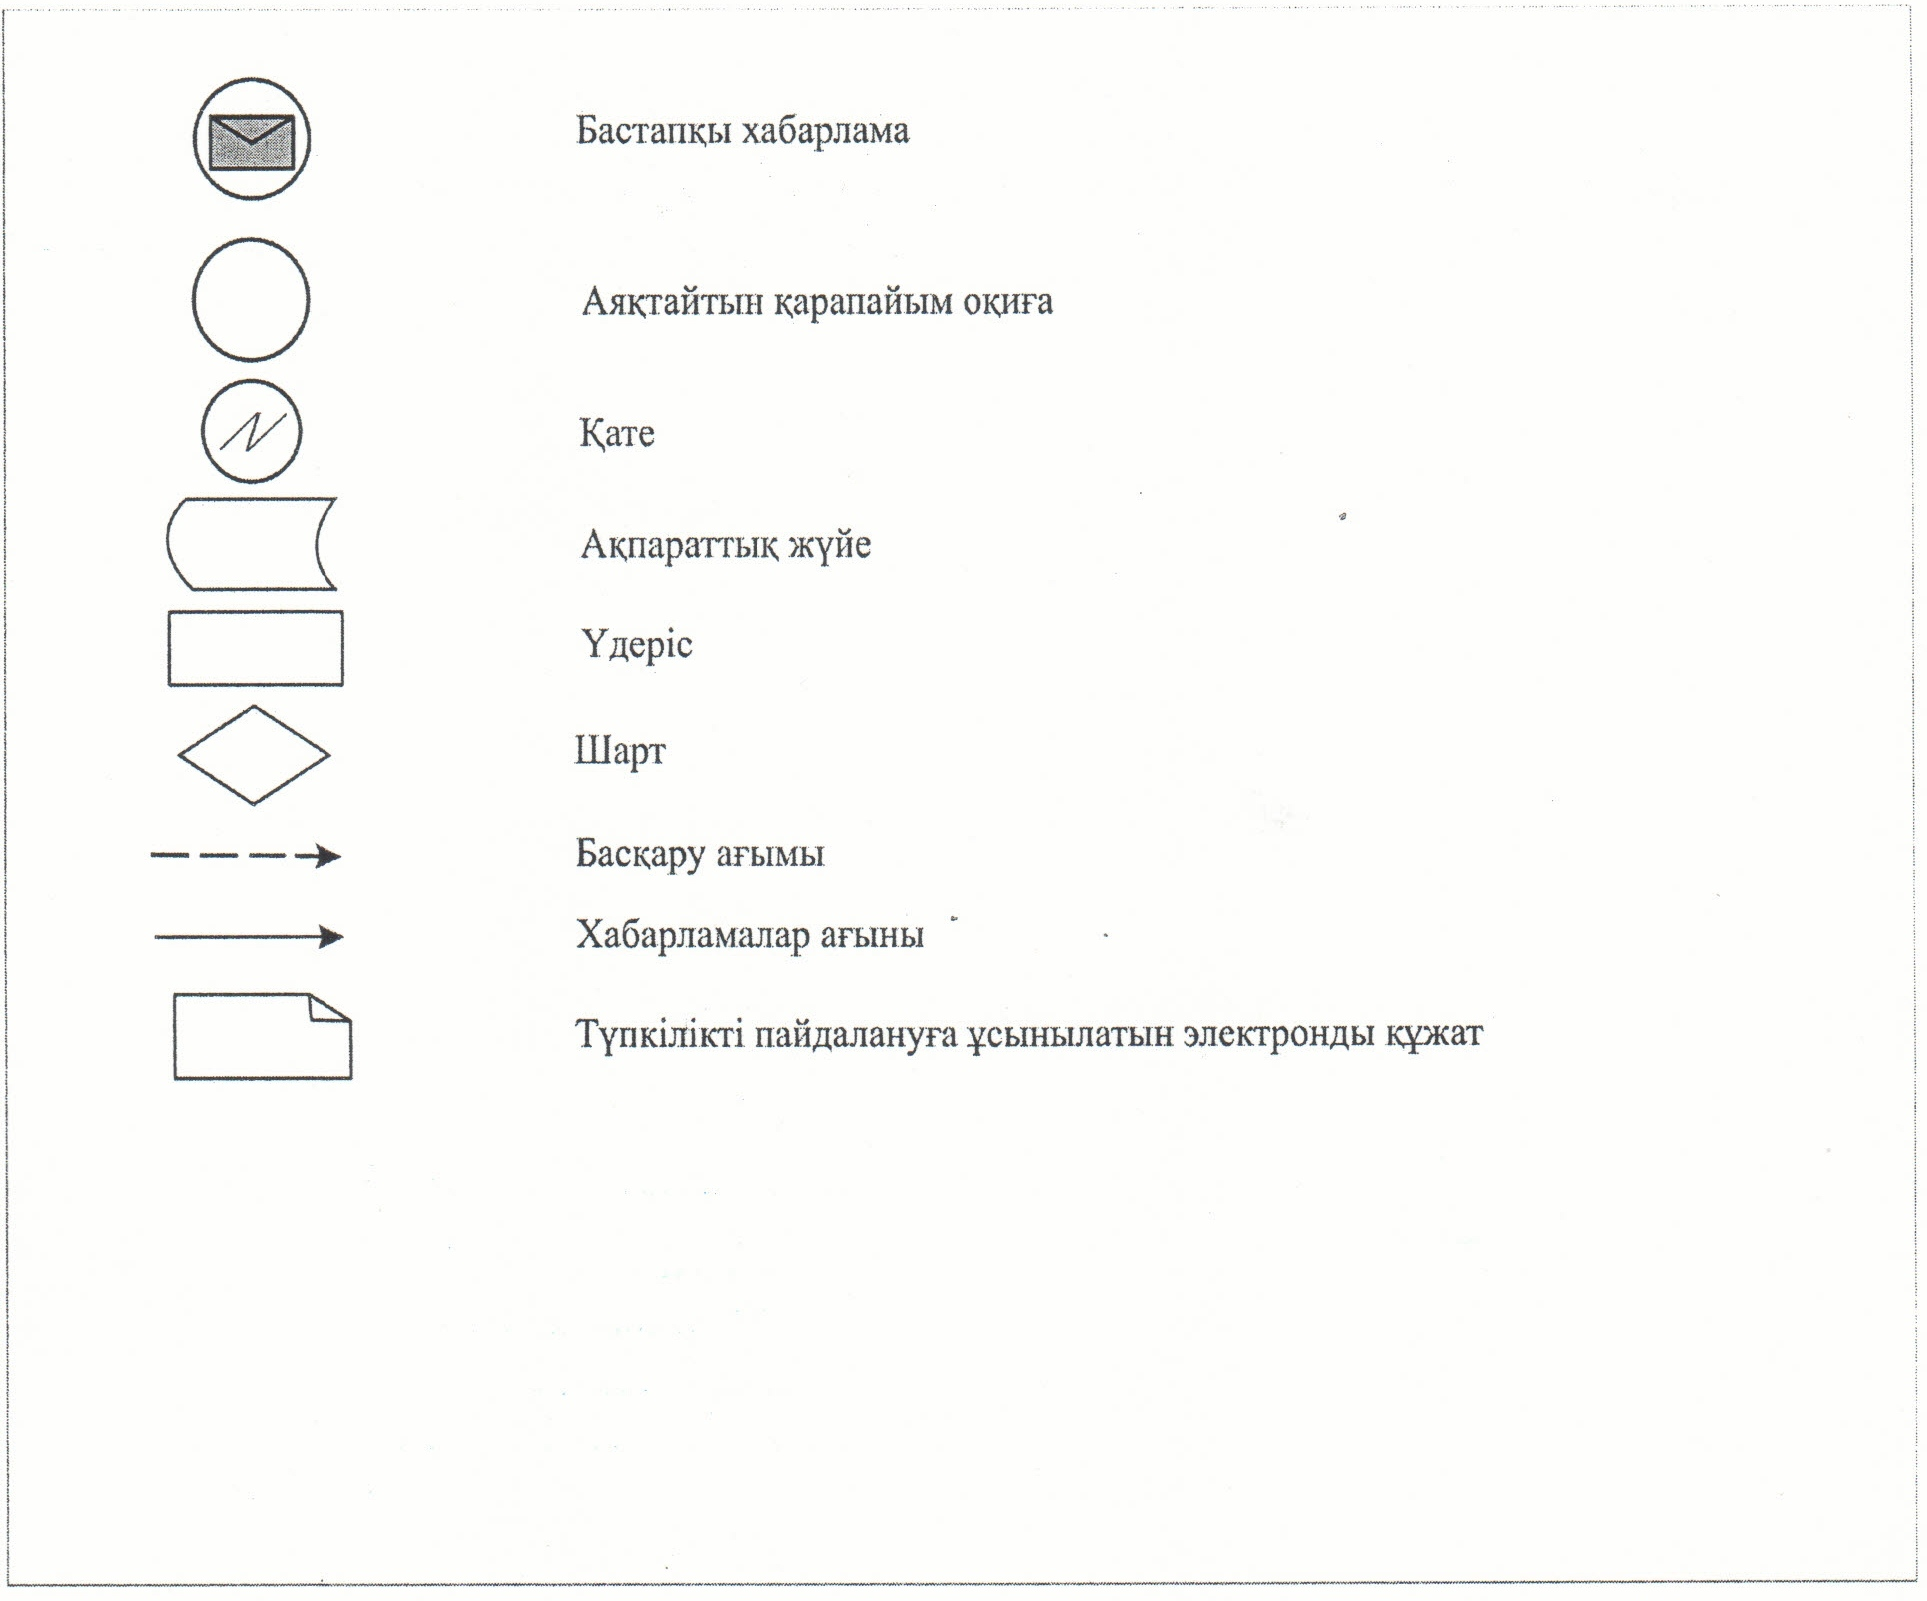 Бастапқы хабарлама
Аяқтайтын қарапайым оқиға
Қате
Ақпараттық жүйе
Үдеріс
Шарт
Басқару ағымы
Хабарламалар ағыны
Түпкілікті пайдалануға ұсынылатын электронды құжат